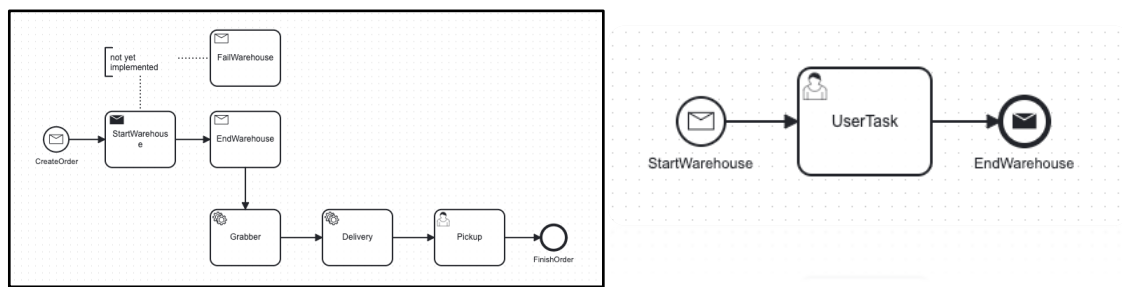 FailWarehouse
not yet
implemented
StartWarehous
e
EndWarehouse
CreateOrder
Grabber
Delivery
Pickup
FinishOrder
UserTask
StartWarehouse
EndWarehouse